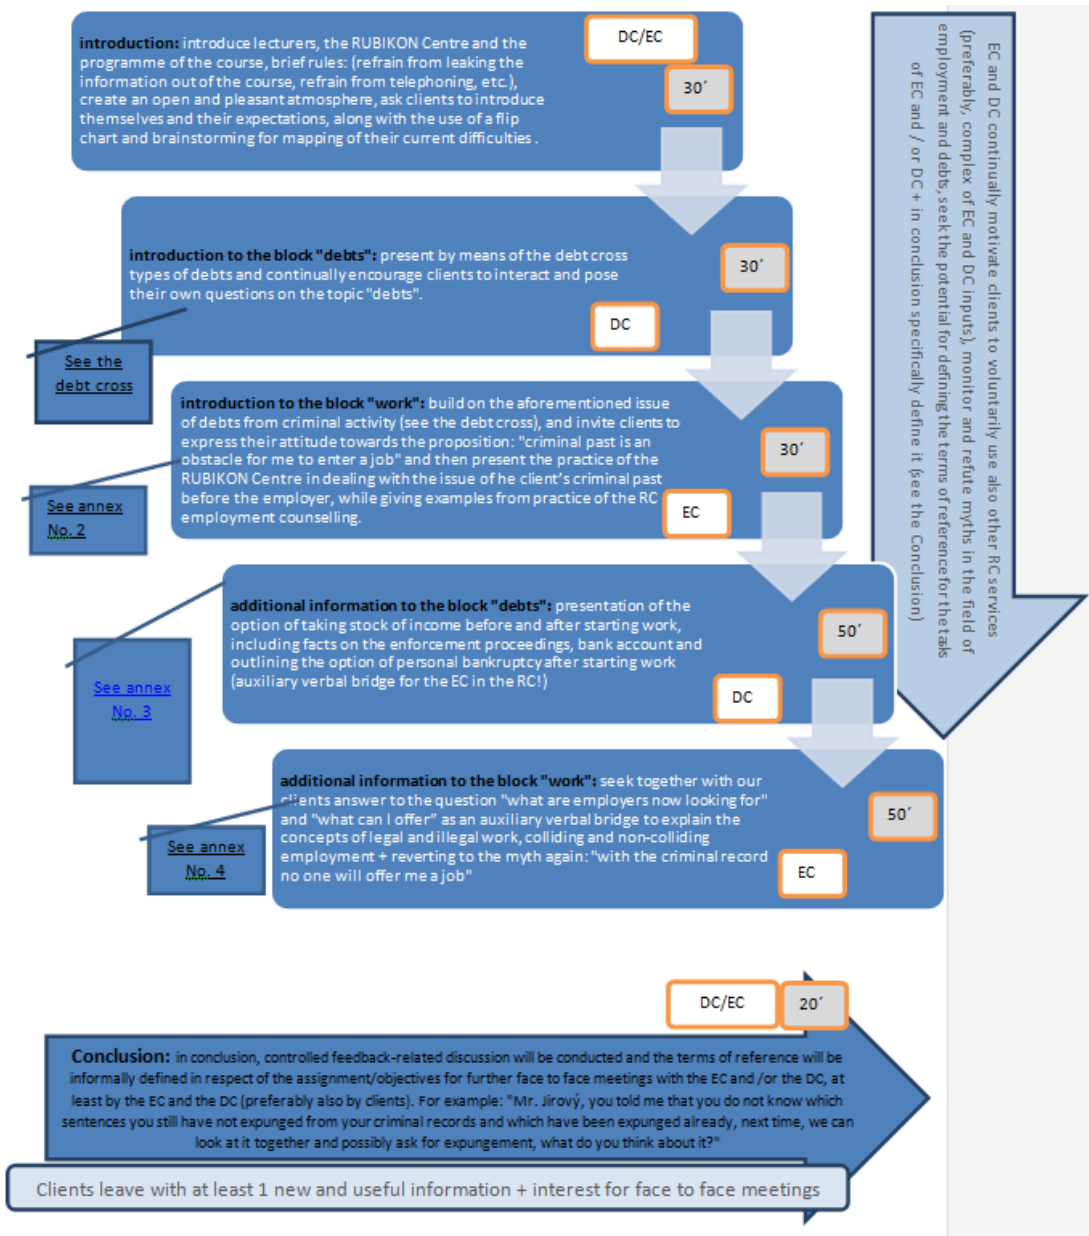 introduction: introduce lecturers, the RUBIKON Centre and the
programme of the course, brief rules: (refrain from leaking the
information out of the course, refrain from telephoning, etc.),
create an open and pleasant atmosphere, ask clients to introduce
themselves and their expectations, along with the use of a flip
chart and brainstorming for mapping of their current difficulties .
DC/EC
30´
introduction to the block "debts": present by means of the debt cross
types of debts and continually encourage clients to interact and pose
their own questions on the topic "debts".
30´
DC
See the
debt cross
introduction to the block "work": build on the aforementioned issue
of debts from criminal activity (see the debt cross), and invite clients to
express their attitude towards the proposition: "criminal past is an
obstacle for me to enter a job" and then present the practice of the
RUBIKON Centre in dealing with the issue of he client's criminal past
before the employer, while giving examples from practice of the RC
employment counselling.
30´
EC
See annex
No. 2
additional information to the block "debts": presentation of the
option of taking stock of income before and after starting work,
including facts on the enforcement proceedings, bank account and
outlining the option of personal bankruptcy after starting work
(auxiliary verbal bridge for the EC in the RC!)
50´
DC
See annex
No. 3
additional information to the block "work": seek together with our
clients answer to the question "what are employers now looking for"
and "what can I offer” as an auxiliary verbal bridge to explain the
concepts of legal and illegal work, colliding and non-colliding
employment + reverting to the myth again: "with the criminal record
no one will offer me a job"
50´
EC
See annex
No. 4
EC and DC continually motivate clients to voluntarily use also other RC services
(preferably, complex of EC and DC inputs), monitor and refute myths in the field of
employment and debts, seek the potential for defining the terms of reference for the tasks
of EC and / or DC + in conclusion specifically define it (see the Conclusion)
DC/EC
20´
Conclusion: in conclusion, controlled feedback-related discussion will be conducted and the terms of reference will be
informally defined in respect of the assignment/objectives for further face to face meetings with the EC and /or the DC, at
least by the EC and the DC (preferably also by clients). For example: "Mr. Jirový, you told me that you do not know which
sentences you still have not expunged from your criminal records and which have been expunged already, next time, we can
look at it together and possibly ask for expungement, what do you think about it?"
Clients leave with at least 1 new and useful information + interest for face to face meetings